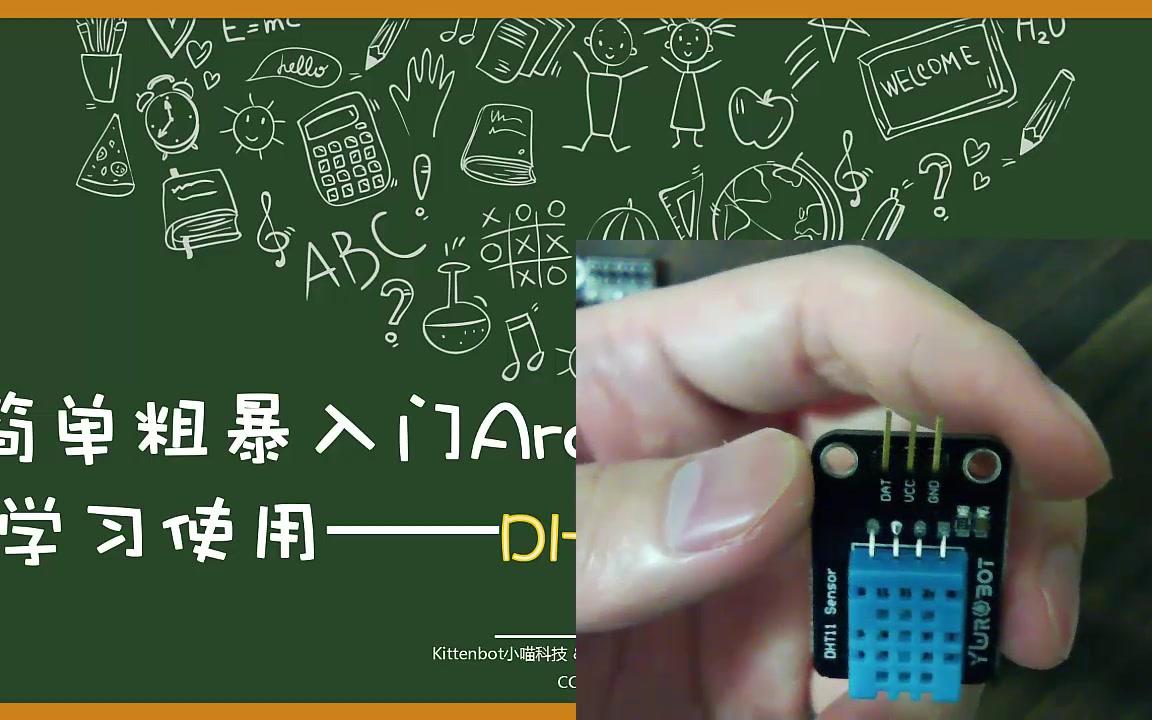 E=mc
H₂O
hello
WELCOME
ABC
简单粗暴入门Ar
学习使用——DH
Kittenbot小喵科技 &
CC
DAT VCC GND
DHT11 Sensor
YWROBOT